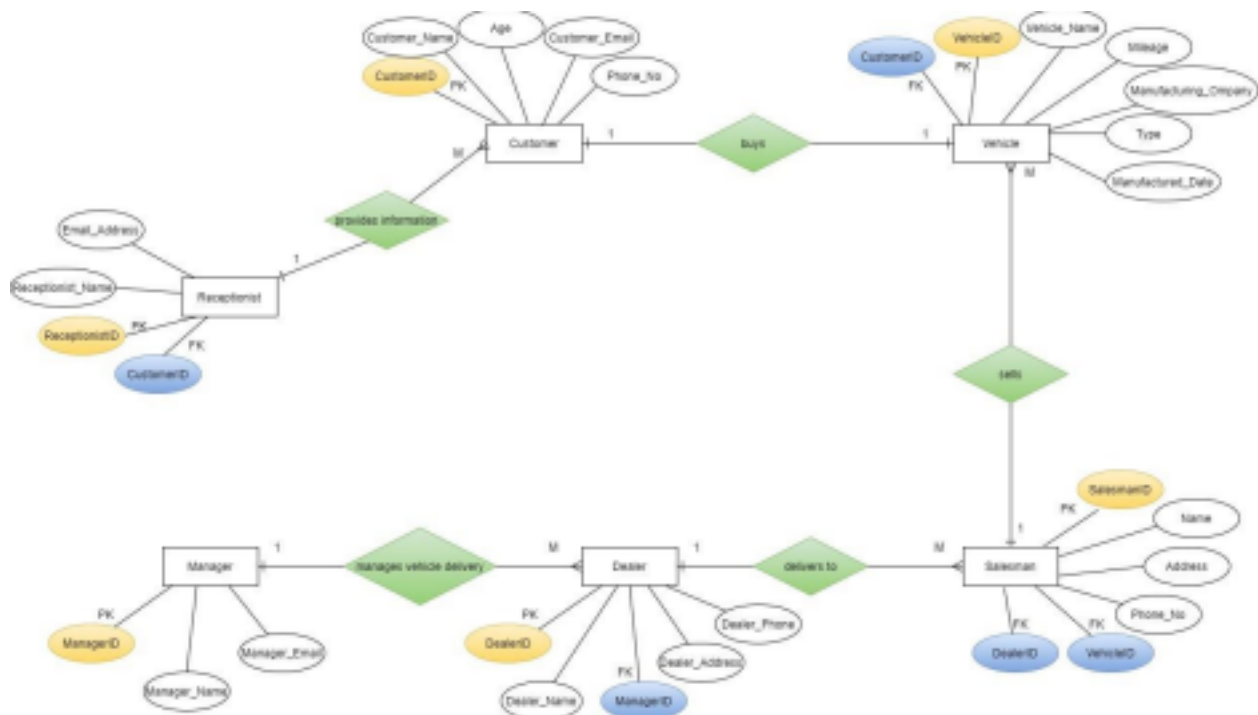 Customer_Name
Age
Customer_Email
CustomerID
PK
Phone_No
Customer
1
buys
1
CustomerID
FK
VehicleID
PK
Vehicle_Name
Mileage
Manufacturing_Cmpany
Type
Manufactured_Date
Vehicle
M
M
provides information
1
Email_Address
Receptionist_Name
Receptionist
ReceptionistID
PK
CustomerID
FK
sells
1
SalesmanID
PK
Name
Address
Phone_No
Salesman
FK
DealerID
FK
VehicleID
Manager
1
manages vehicle delivery
M
Dealer
1
delivers to
M
PK
ManagerID
Manager_Name
Manager_Email
PK
DealerID
Dealer_Name
FK
ManagerID
Dealer_Address
Dealer_Phone